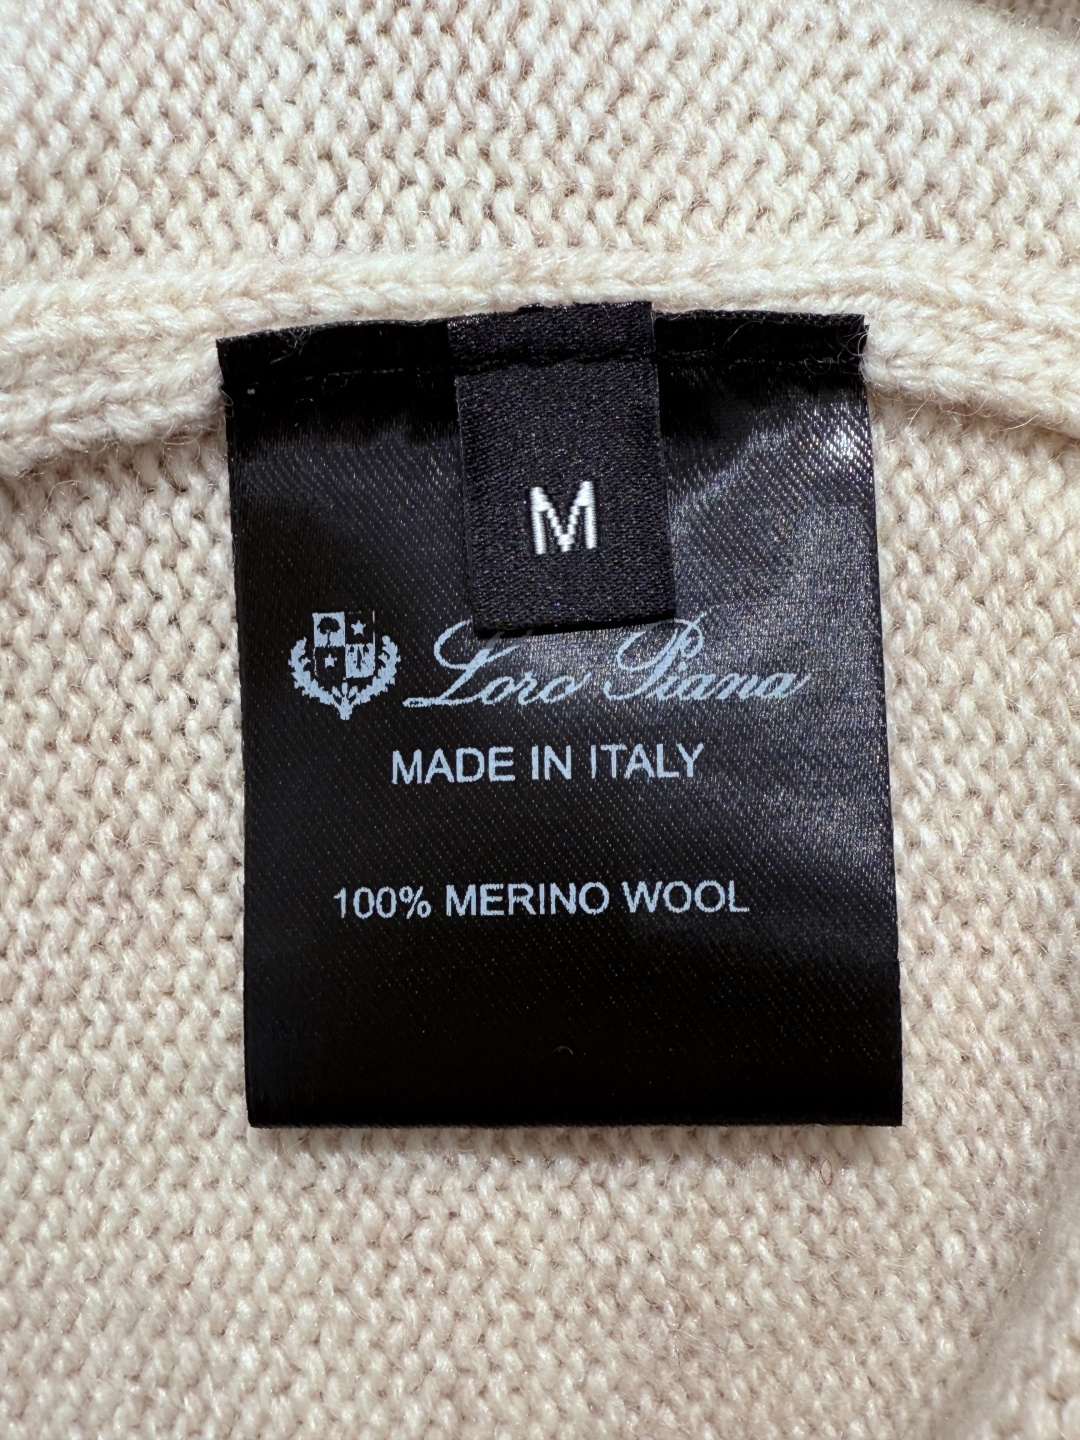 M
Loro Piana
MADE IN ITALY
100% MERINO WOOL